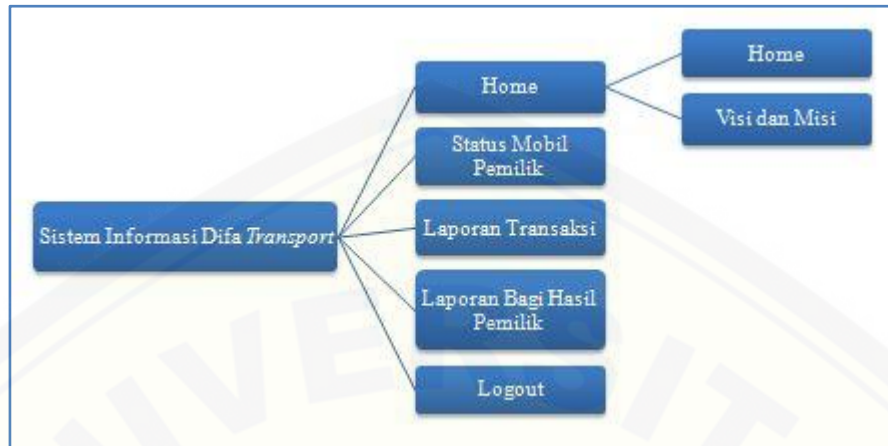 Sistem Informasi Difa Transport
Home
Status Mobil
Pemilik
Laporan Transaksi
Laporan Bagi Hasil
Pemilik
Logout
Home
Visi dan Misi
UNIVERSIT